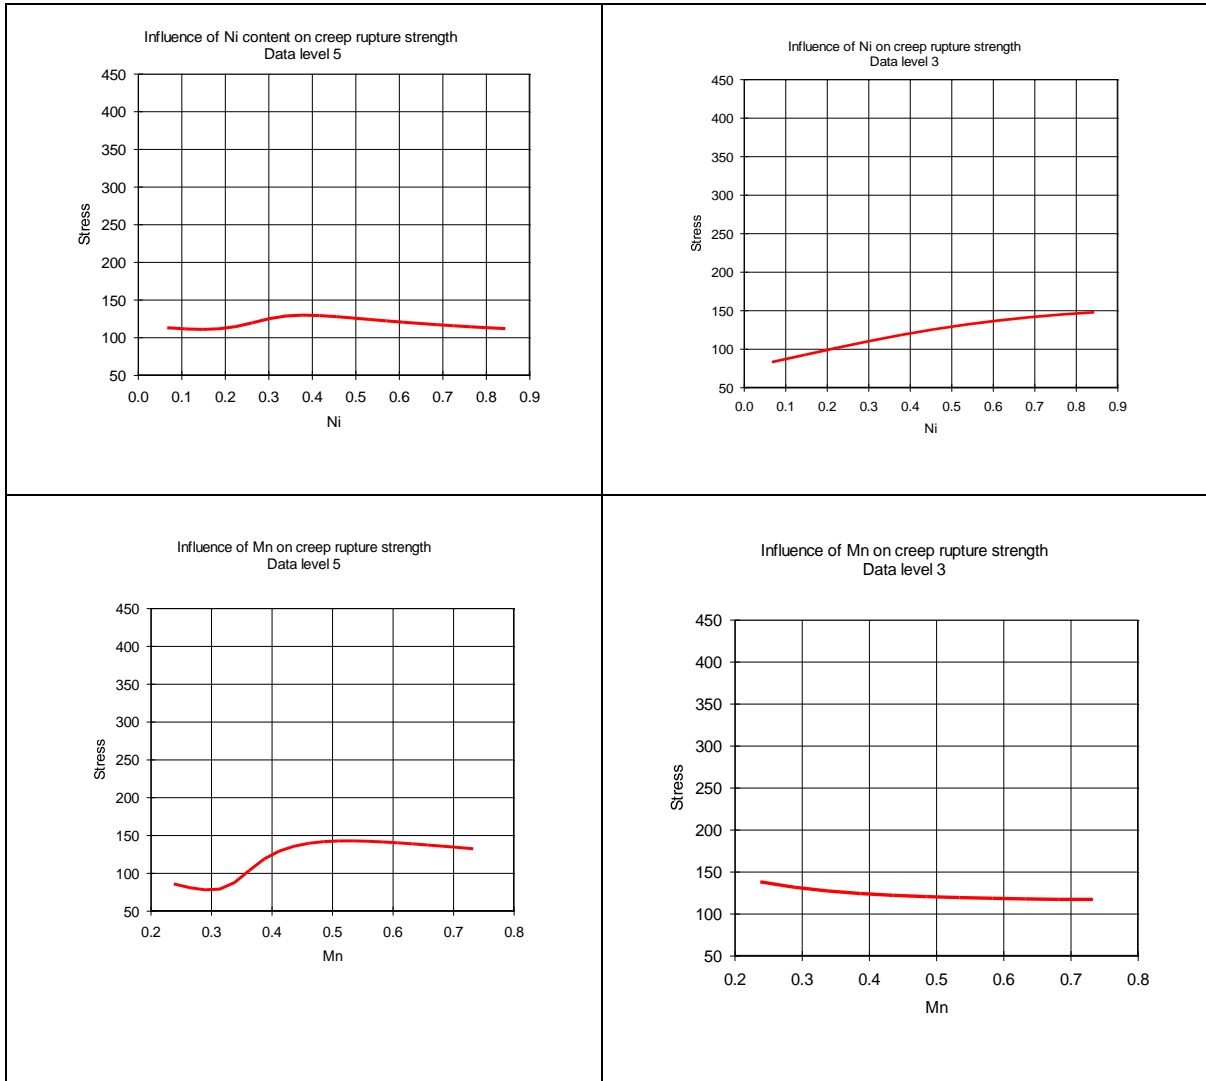 Influence of Ni content on creep rupture strength
Data level 5
450
400
350
300
250
200
150
100
50
Stress
0.0 0.1 0.2 0.3 0.4 0.5 0.6 0.7 0.8 0.9
Ni
Influence of Ni on creep rupture strength
Data level 3
450
400
350
300
250
200
150
100
50
Stress
0.0 0.1 0.2 0.3 0.4 0.5 0.6 0.7 0.8 0.9
Ni
Influence of Mn on creep rupture strength
Data level 5
450
400
350
300
250
200
150
100
50
Stress
0.2 0.3 0.4 0.5 0.6 0.7 0.8
Mn
Influence of Mn on creep rupture strength
Data level 3
450
400
350
300
250
200
150
100
50
Stress
0.2 0.3 0.4 0.5 0.6 0.7 0.8
Mn